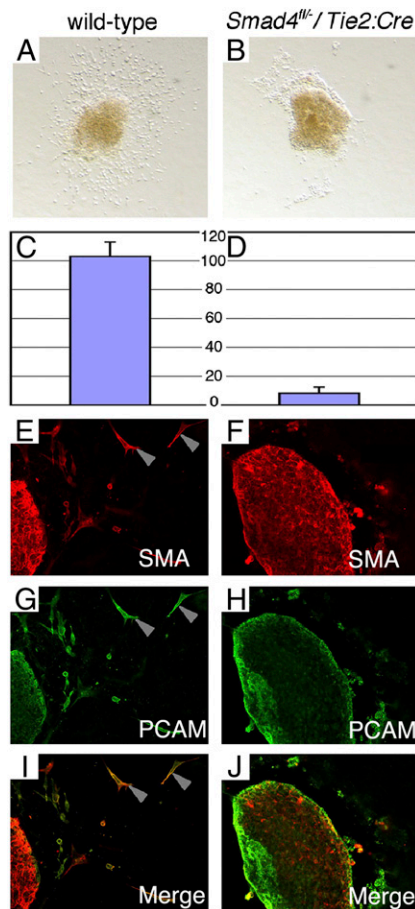 wild-type Smad4fl/-/ Tie2:Cre
A B
C 120 D
100
80
60
40
20
0
E SMA F SMA
G PCAM H PCAM
I Merge J Merge